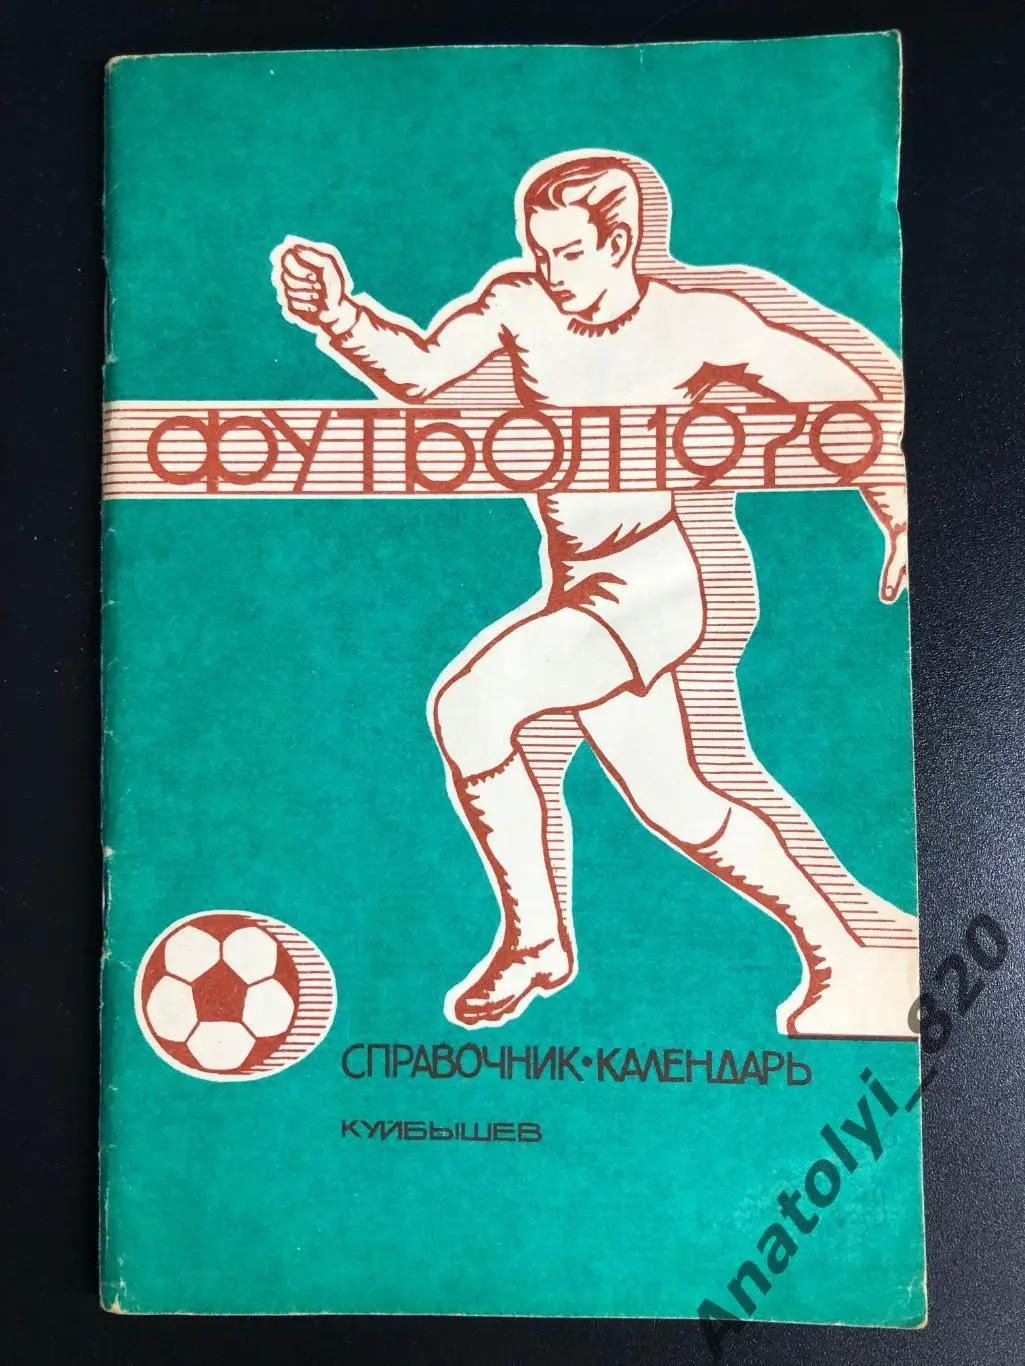 ФУТБОЛ 1979
СПРАВОЧНИК·КАЛЕНДАРЬ
КУЙБЫШЕВ
Anatolyi_820